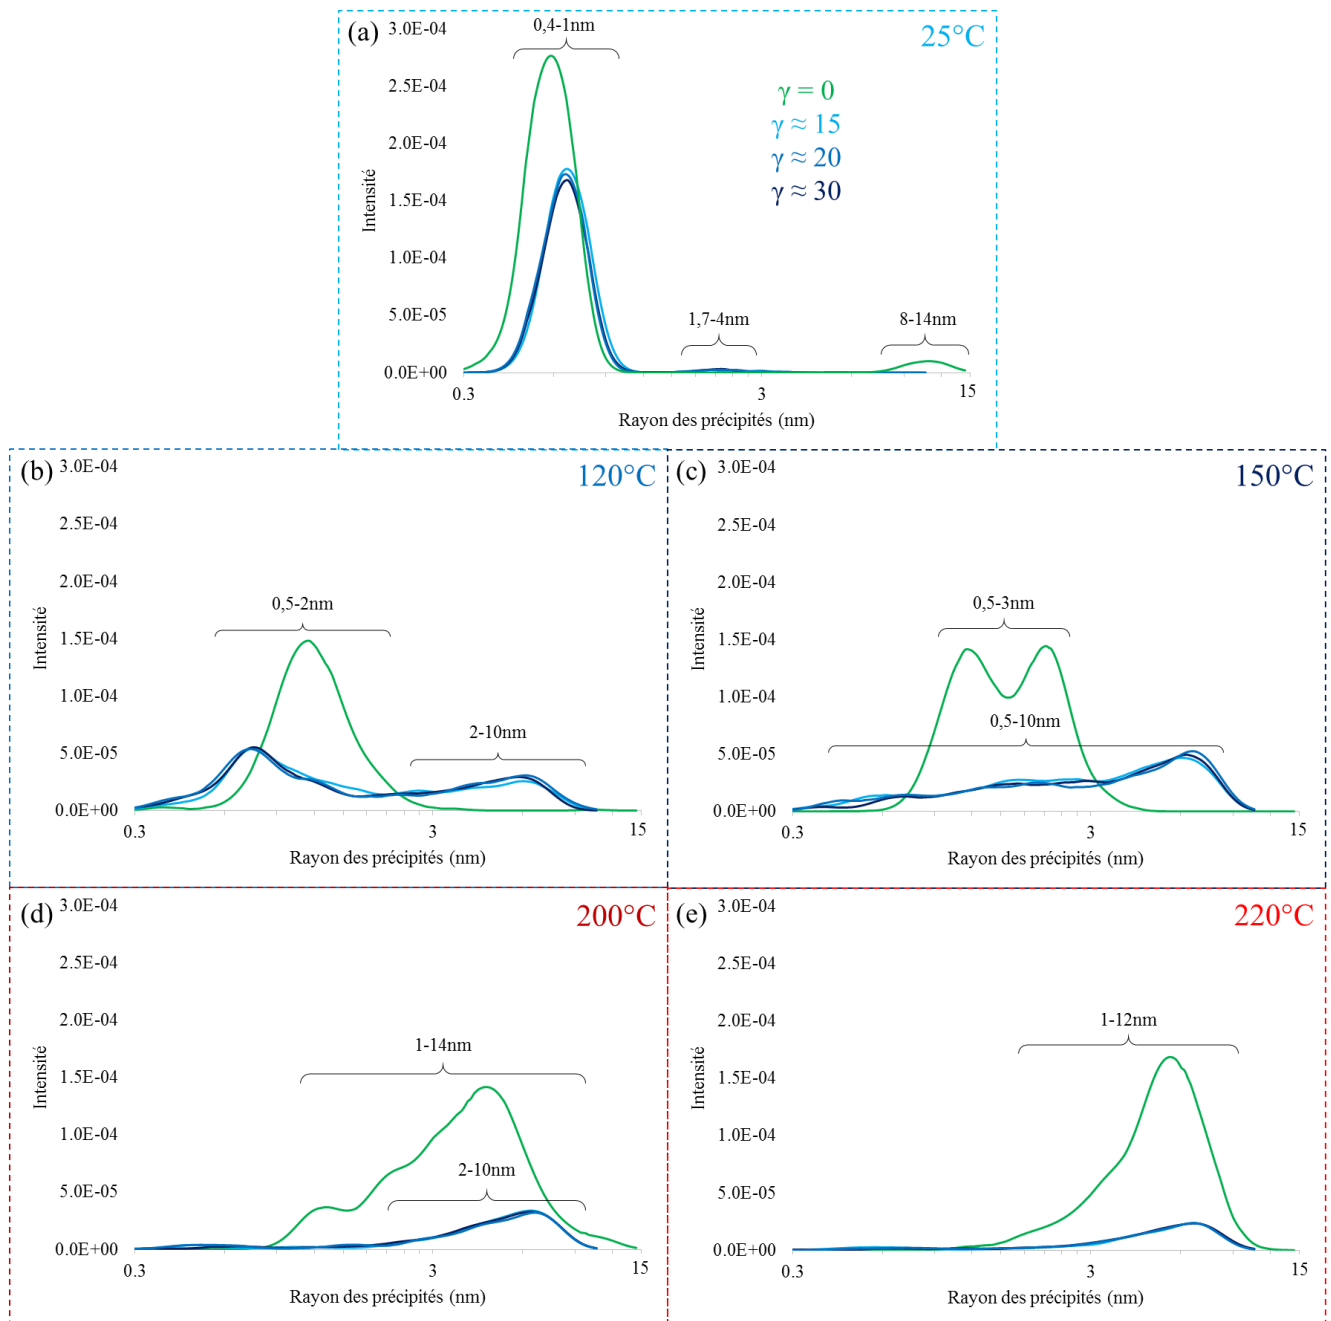 (a)
25°C
3.0E-04
2.5E-04
2.0E-04
1.5E-04
1.0E-04
5.0E-05
0.0E+00
Intensité
0,4-1nm
1,7-4nm
8-14nm
γ = 0
γ ≈ 15
γ ≈ 20
γ ≈ 30
0.3
3
15
Rayon des précipités (nm)
(b)
120°C
3.0E-04
2.5E-04
2.0E-04
1.5E-04
1.0E-04
5.0E-05
0.0E+00
Intensité
0,5-2nm
2-10nm
0.3
3
15
Rayon des précipités (nm)
(c)
150°C
3.0E-04
2.5E-04
2.0E-04
1.5E-04
1.0E-04
5.0E-05
0.0E+00
Intensité
0,5-3nm
0,5-10nm
0.3
3
15
Rayon des précipités (nm)
(d)
200°C
3.0E-04
2.5E-04
2.0E-04
1.5E-04
1.0E-04
5.0E-05
0.0E+00
Intensité
1-14nm
2-10nm
0.3
3
15
Rayon des précipités (nm)
(e)
220°C
3.0E-04
2.5E-04
2.0E-04
1.5E-04
1.0E-04
5.0E-05
0.0E+00
Intensité
1-12nm
0.3
3
15
Rayon des précipités (nm)